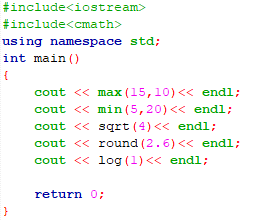 #include<iostream>
#include<cmath>
using namespace std;
int main()
{
    cout << max(15,10)<< endl;
    cout << min(5,20)<< endl;
    cout << sqrt(4)<< endl;
    cout << round(2.6)<< endl;
    cout << log(1)<< endl;

    return 0;
}